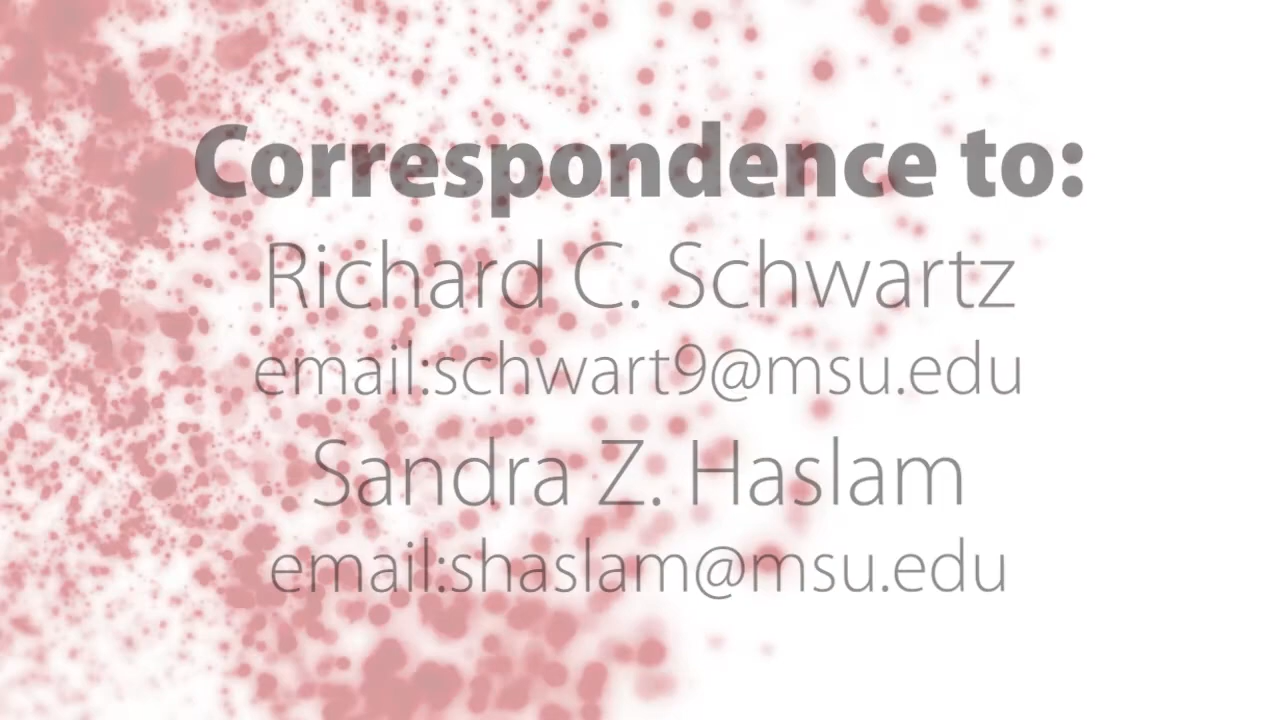 Correspondence to:
Richard C. Schwartz
email:schwart9@msu.edu
Sandra Z. Haslam
email:shaslam@msu.edu